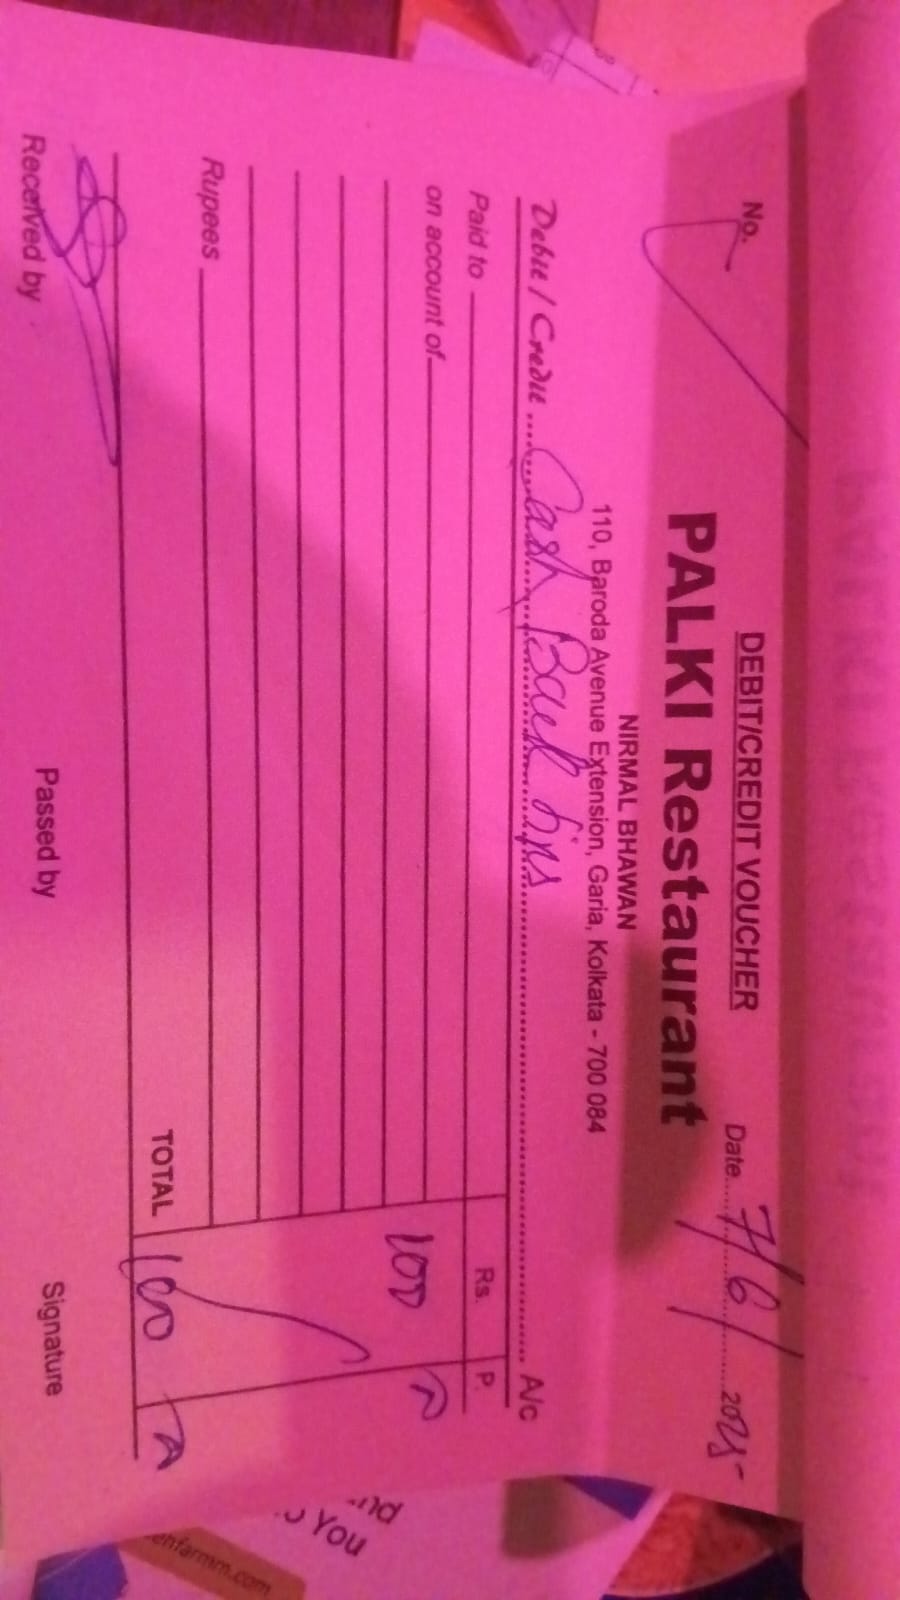 DEBIT/CREDIT VOUCHER
No.
Date 7/6/2025
PALKI Restaurant
NIRMAL BHAWAN
110, Baroda Avenue Extension, Garia, Kolkata - 700 084
Debit / Credit Cash Back A/c
Paid to Rs. P.
on account of 100
Rupees
TOTAL 100
Received by Passed by Signature
nd
You
enfarmm.com